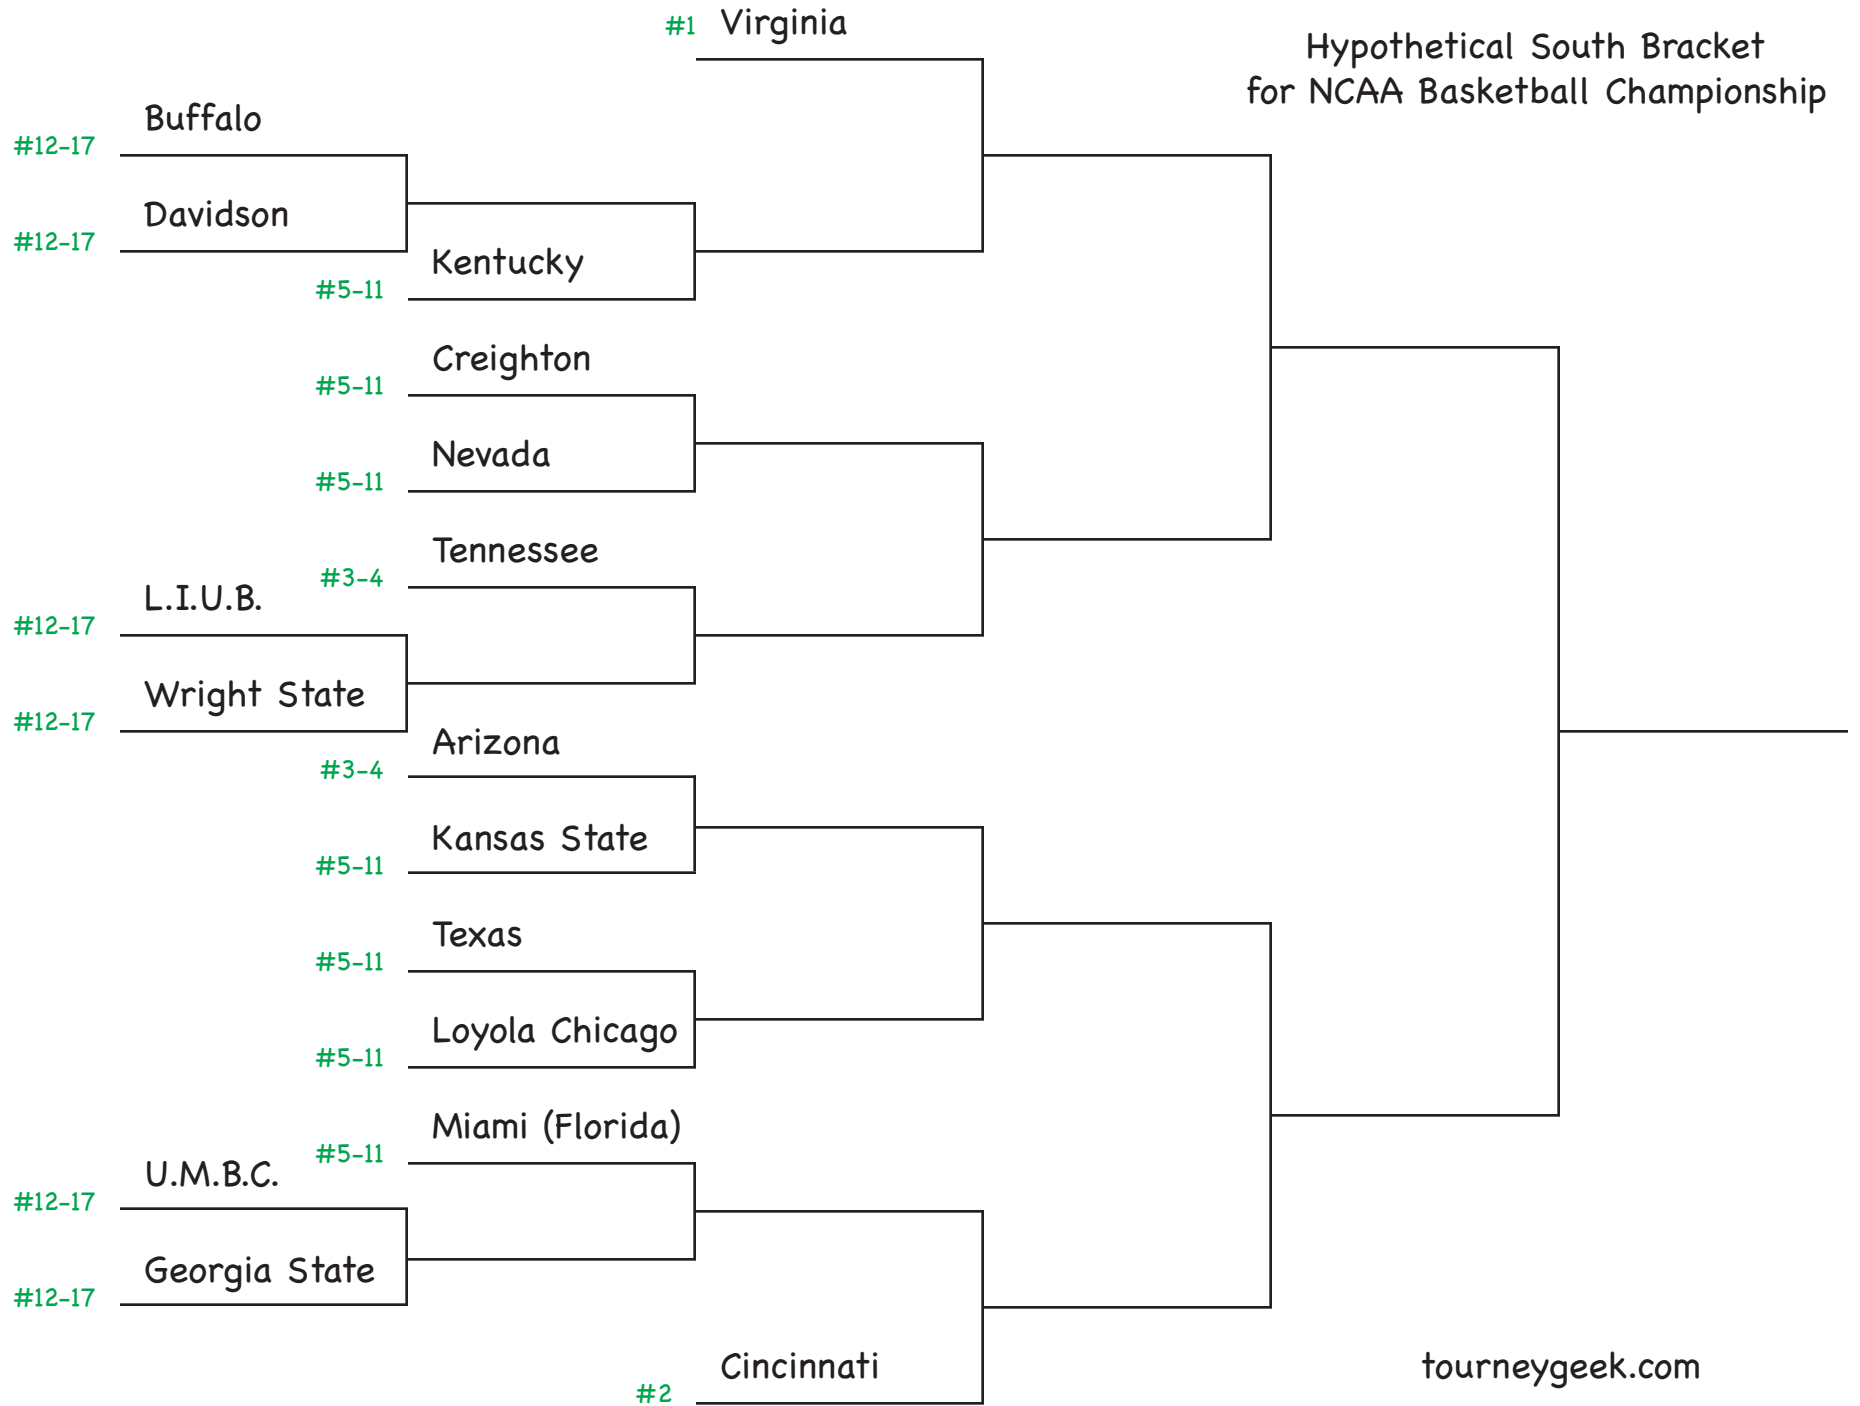 #1 Virginia
Hypothetical South Bracket
for NCAA Basketball Championship
Buffalo
#12-17
Davidson
#12-17
Kentucky
#5-11
Creighton
#5-11
Nevada
#5-11
Tennessee
#3-4
L.I.U.B.
#12-17
Wright State
#12-17
Arizona
#3-4
Kansas State
#5-11
Texas
#5-11
Loyola Chicago
#5-11
Miami (Florida)
#5-11
U.M.B.C.
#12-17
Georgia State
#12-17
Cincinnati
#2
tourneygeek.com